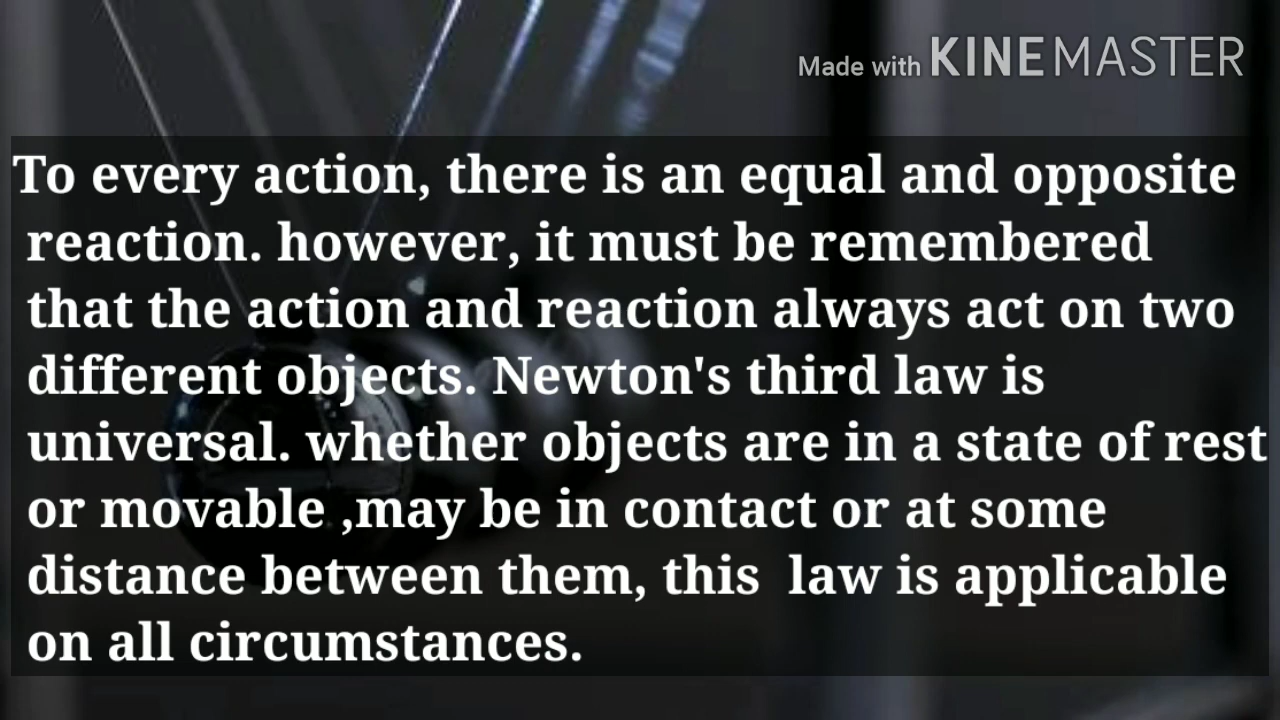 Made with KINEMASTER
To every action, there is an equal and opposite
reaction. however, it must be remembered
that the action and reaction always act on two
different objects. Newton's third law is
universal. whether objects are in a state of rest
or movable ,may be in contact or at some
distance between them, this  law is applicable
on all circumstances.